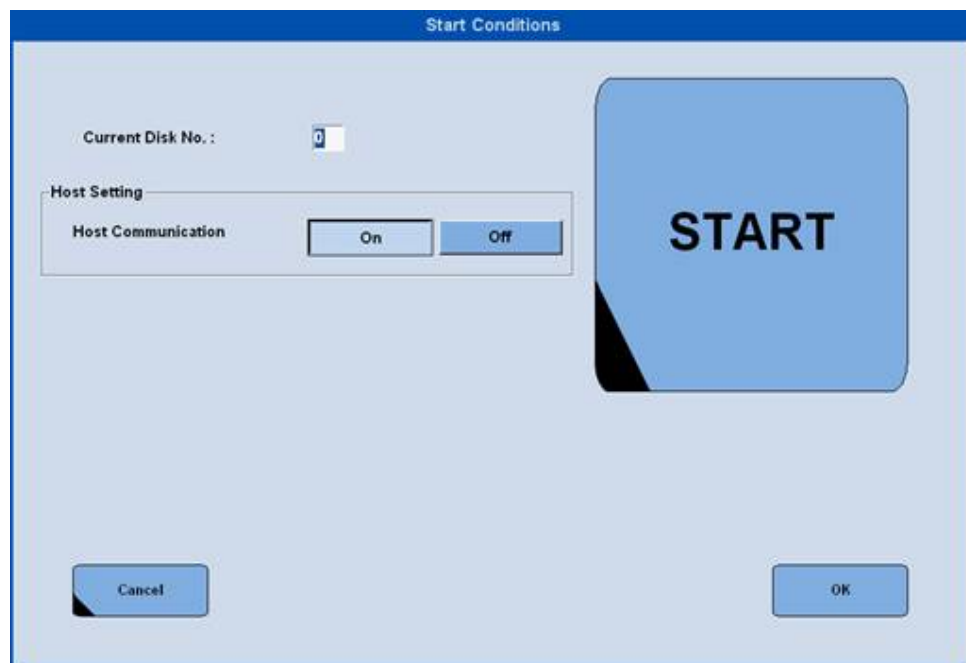 Start Conditions
Current Disk No. : 0
Host Setting
Host Communication On Off
START
Cancel OK